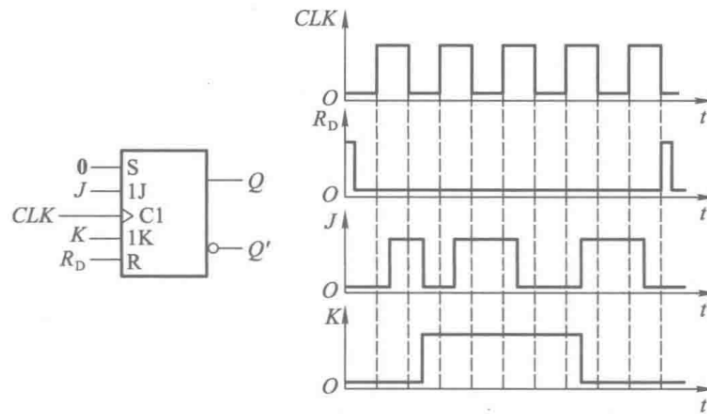 0 S
J 1J Q
CLK C1
K 1K Q′
R_D R
CLK
O t
R_D
O t
J
O t
K
O t